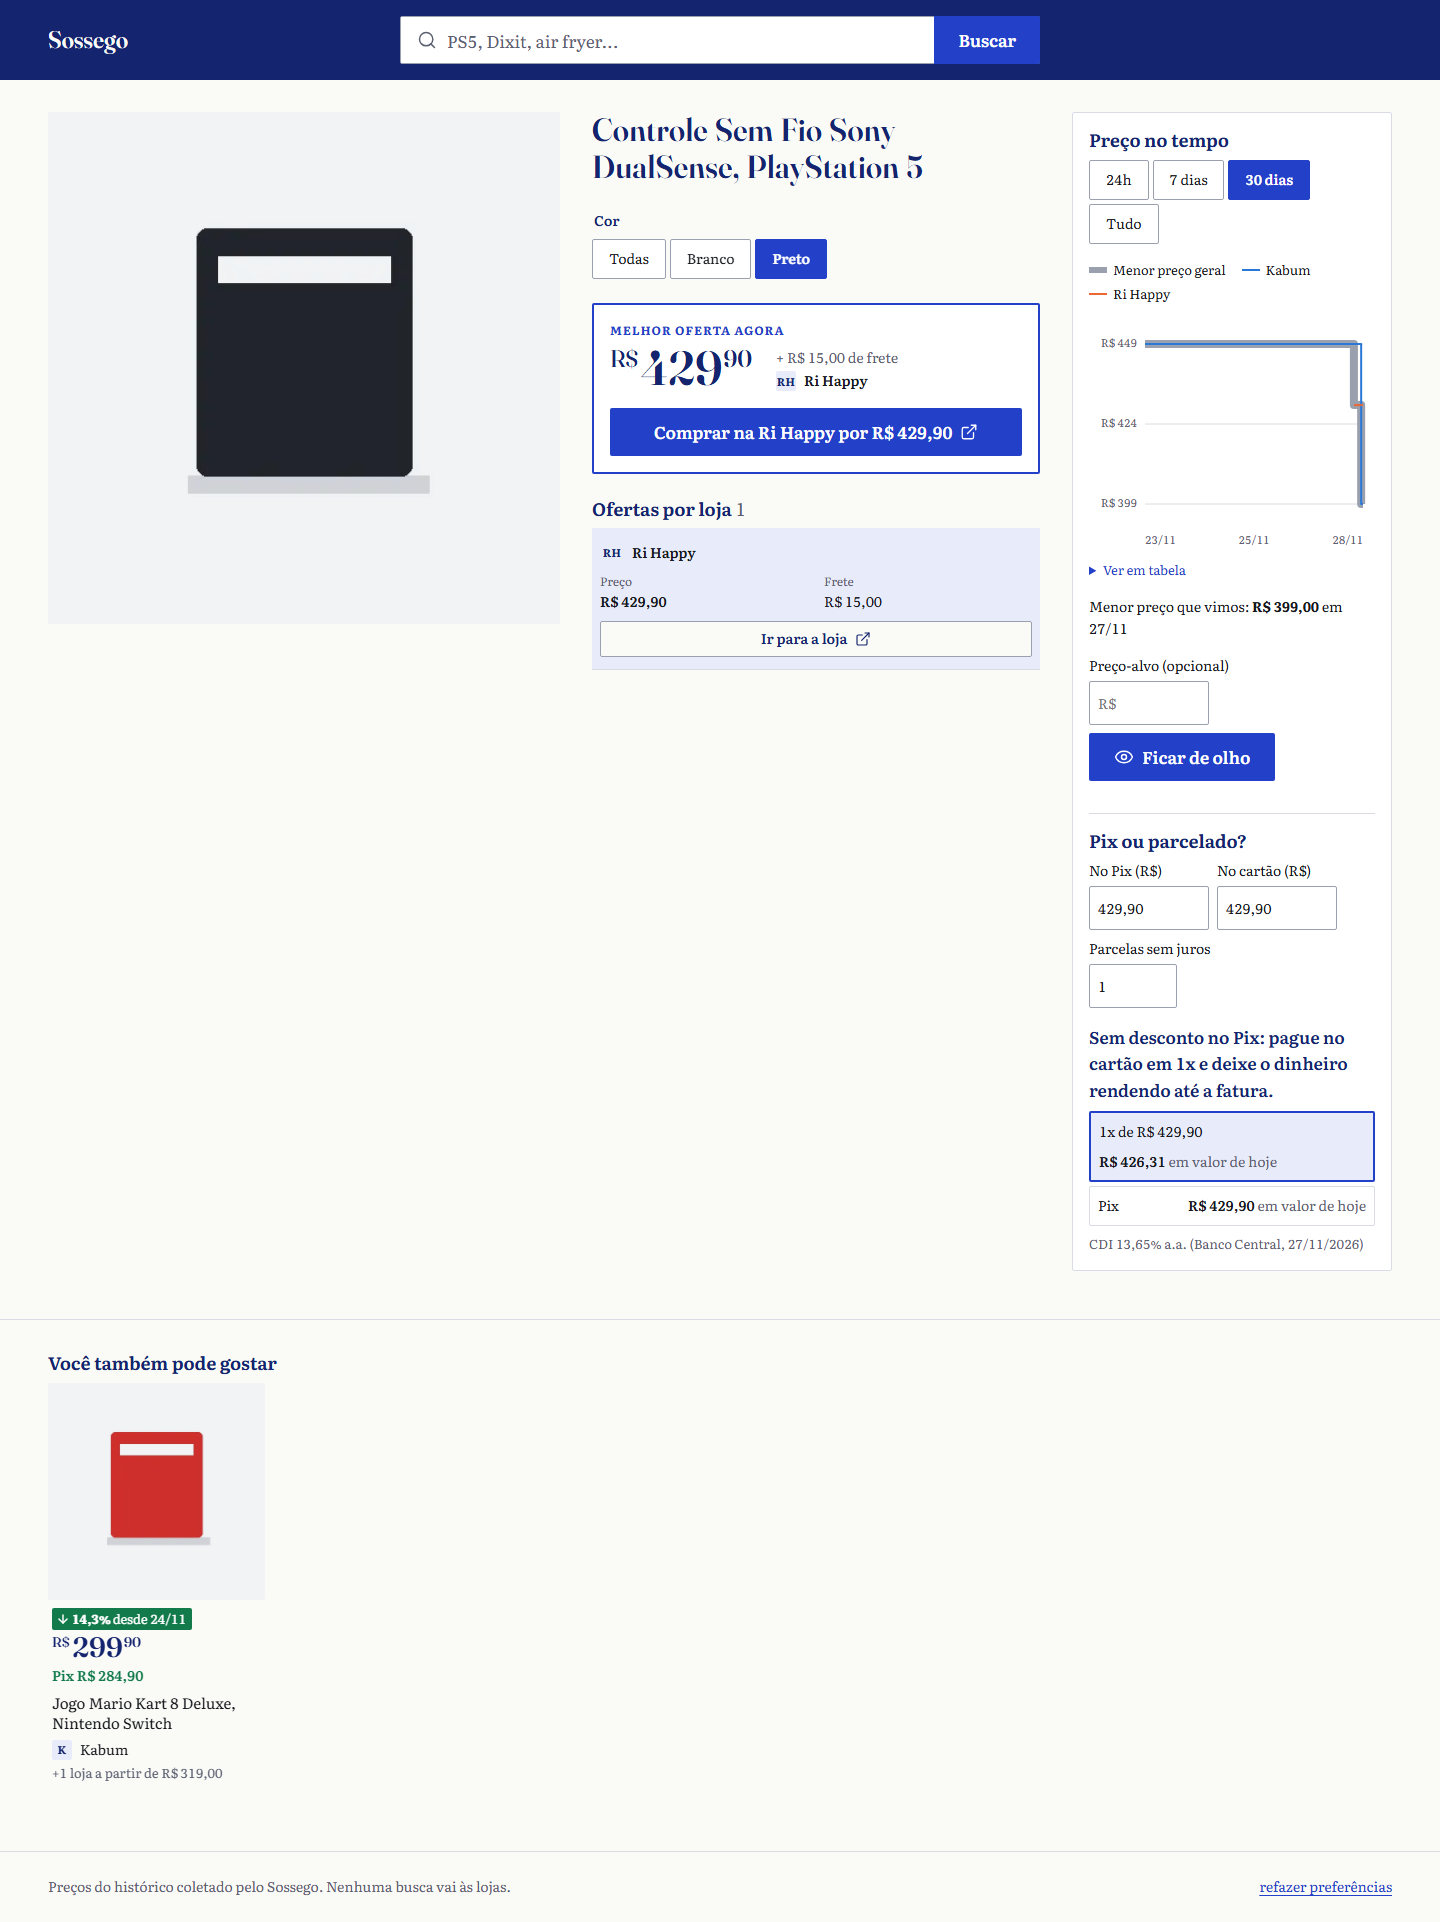 Sossego
PS5, Dixit, air fryer...
Buscar
Controle Sem Fio Sony
DualSense, PlayStation 5
Cor
Todas
Branco
Preto
MELHOR OFERTA AGORA
R$ 429 90
+ R$ 15,00 de frete
RH Ri Happy
Comprar na Ri Happy por R$ 429,90
Ofertas por loja 1
RH Ri Happy
Preço
Frete
R$ 429,90
R$ 15,00
Ir para a loja
Preço no tempo
24h
7 dias
30 dias
Tudo
Menor preço geral
Kabum
Ri Happy
R$ 449
R$ 424
R$ 399
23/11
25/11
28/11
Ver em tabela
Menor preço que vimos: R$ 399,00 em
27/11
Preço-alvo (opcional)
R$
Ficar de olho
Pix ou parcelado?
No Pix (R$)
No cartão (R$)
429,90
429,90
Parcelas sem juros
1
Sem desconto no Pix: pague no
cartão em 1x e deixe o dinheiro
rendendo até a fatura.
1x de R$ 429,90
R$ 426,31 em valor de hoje
Pix
R$ 429,90 em valor de hoje
CDI 13,65% a.a. (Banco Central, 27/11/2026)
Você também pode gostar
14,3% desde 24/11
R$ 299 90
Pix R$ 284,90
Jogo Mario Kart 8 Deluxe,
Nintendo Switch
K Kabum
+1 loja a partir de R$ 319,00
Preços do histórico coletado pelo Sossego. Nenhuma busca vai às lojas.
refazer preferências